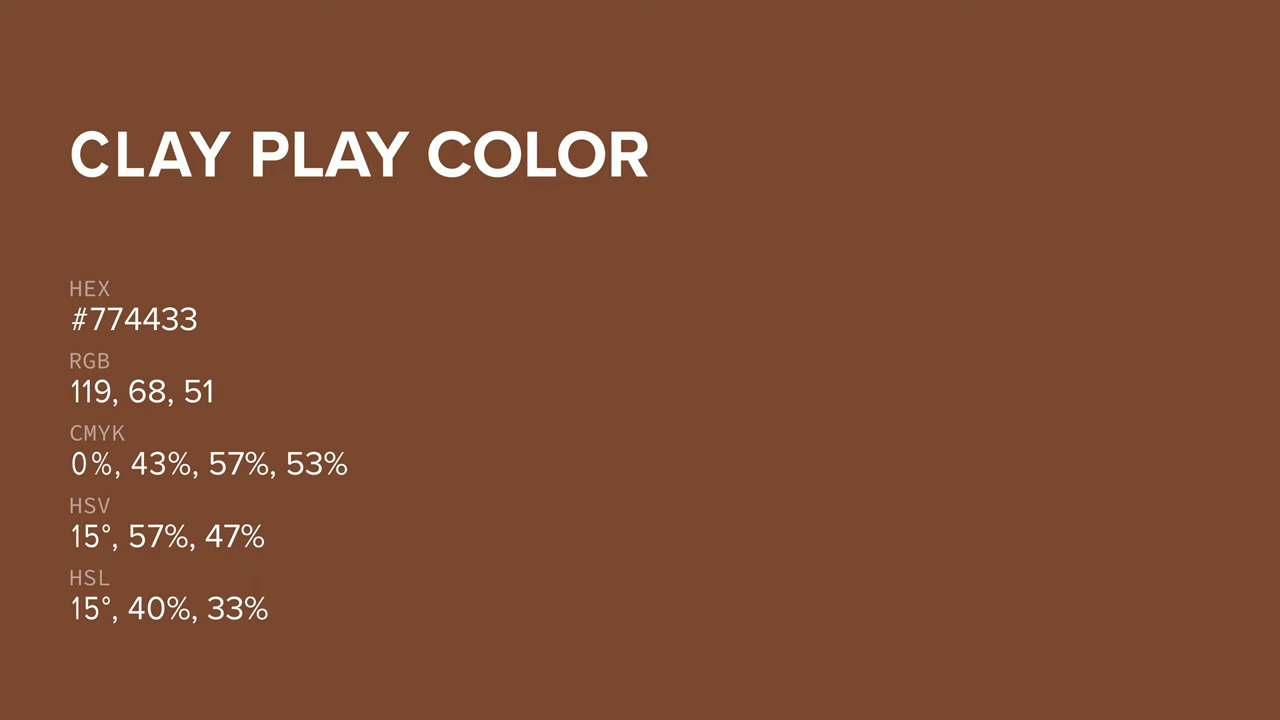 CLAY PLAY COLOR
HEX
#774433
RGB
119, 68, 51
CMYK
0%, 43%, 57%, 53%
HSV
15°, 57%, 47%
HSL
15°, 40%, 33%